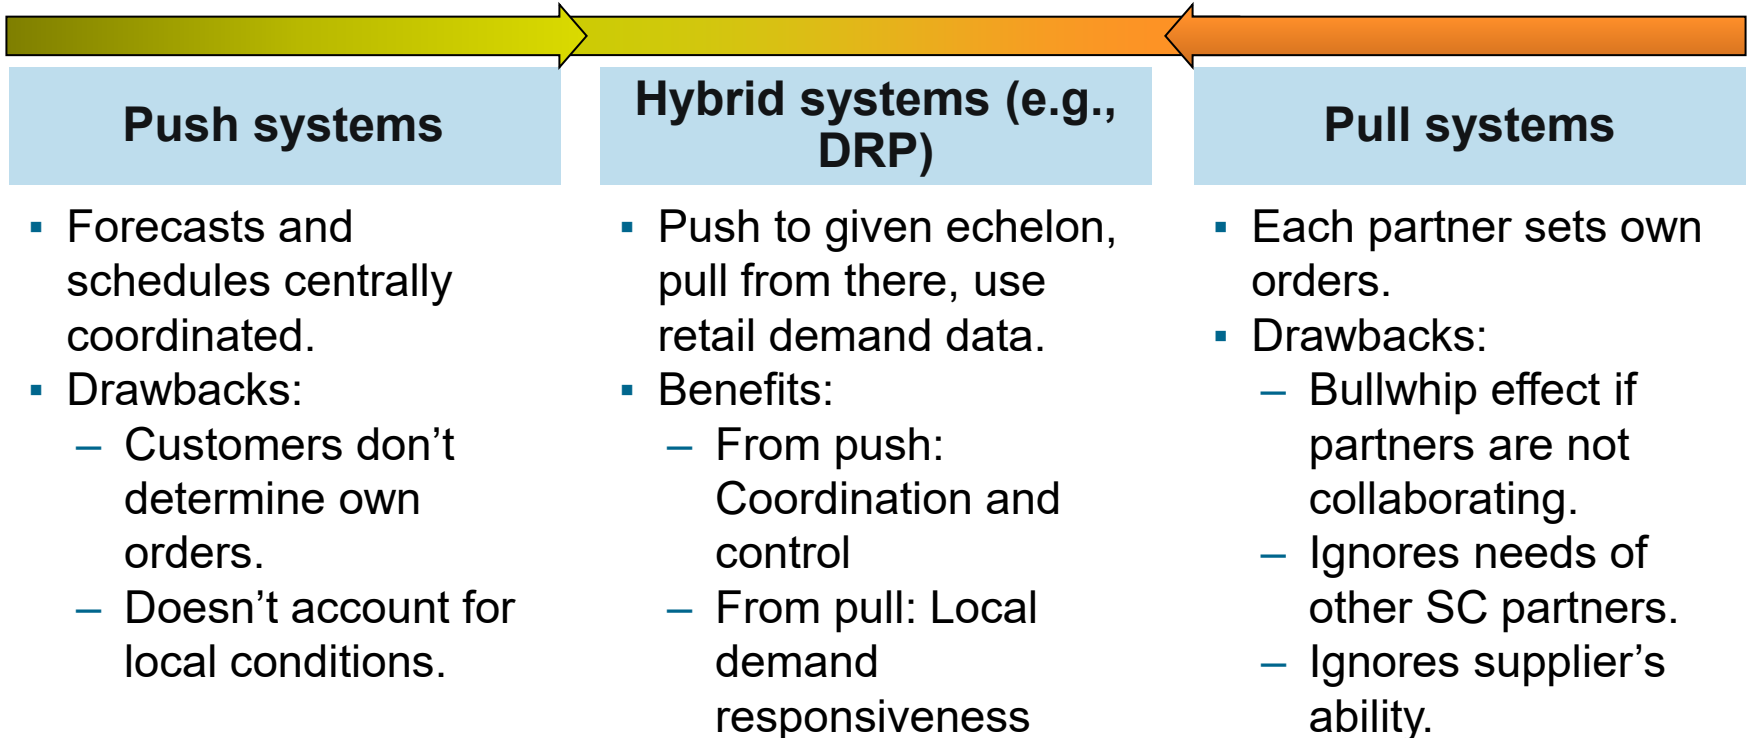 Push systems
▪ Forecasts and
schedules centrally
coordinated.
▪ Drawbacks:
– Customers don’t
determine own
orders.
– Doesn’t account for
local conditions.
Hybrid systems (e.g.,
DRP)
▪ Push to given echelon,
pull from there, use
retail demand data.
▪ Benefits:
– From push:
Coordination and
control
– From pull: Local
demand
responsiveness
Pull systems
▪ Each partner sets own
orders.
▪ Drawbacks:
– Bullwhip effect if
partners are not
collaborating.
– Ignores needs of
other SC partners.
– Ignores supplier’s
ability.